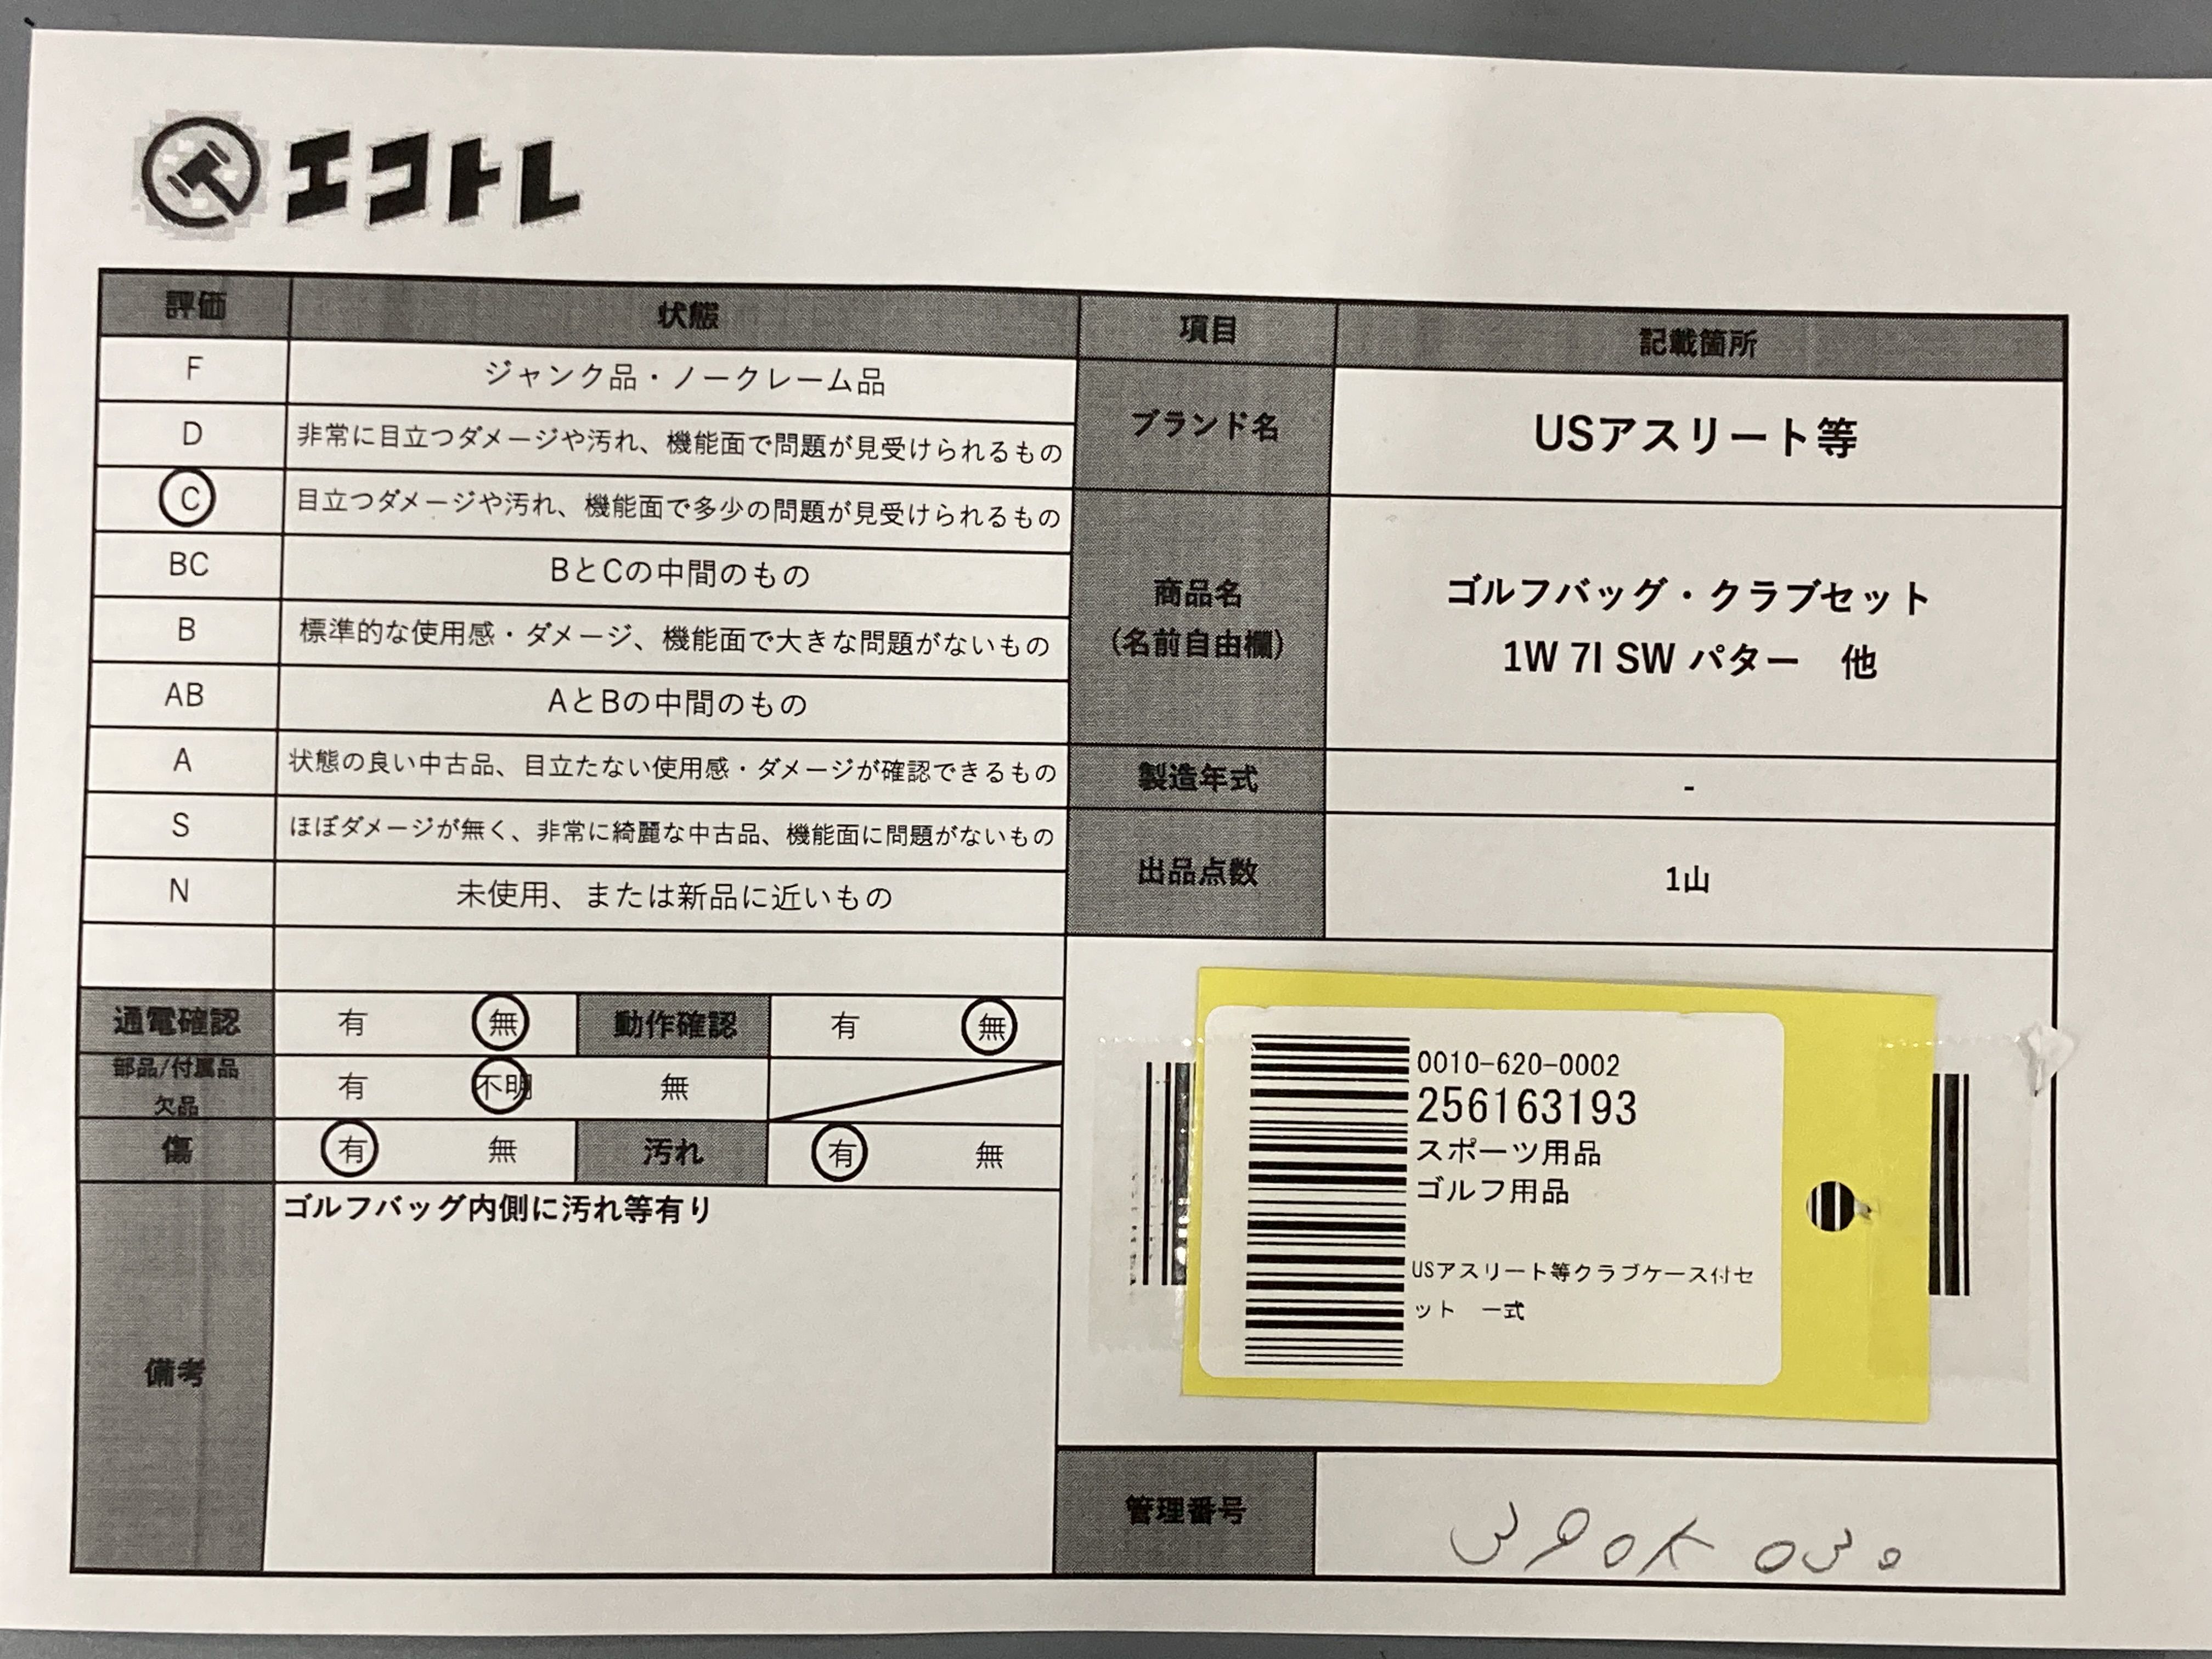 エコトレ
評価 状態
F ジャンク品・ノークレーム品
D 非常に目立つダメージや汚れ、機能面で問題が見受けられるもの
C 目立つダメージや汚れ、機能面で多少の問題が見受けられるもの
BC BとCの中間のもの
B 標準的な使用感・ダメージ、機能面で大きな問題がないもの
AB AとBの中間のもの
A 状態の良い中古品、目立たない使用感・ダメージが確認できるもの
S ほぼダメージが無く、非常に綺麗な中古品、機能面に問題がないもの
N 未使用、または新品に近いもの
通電確認 有 無 動作確認 有 無
部品/付属品
欠品 有 不明 無
傷 有 無 汚れ 有 無
備考 ゴルフバッグ内側に汚れ等有り
項目 記載箇所
ブランド名 USアスリート等
商品名
(名前自由欄)
ゴルフバッグ・クラブセット
1W 7I SW パター 他
製造年式 -
出品点数 1山
0010-620-0002
256163193
スポーツ用品
ゴルフ用品
USアスリート等クラブケース付セ
ット 一式
管理番号